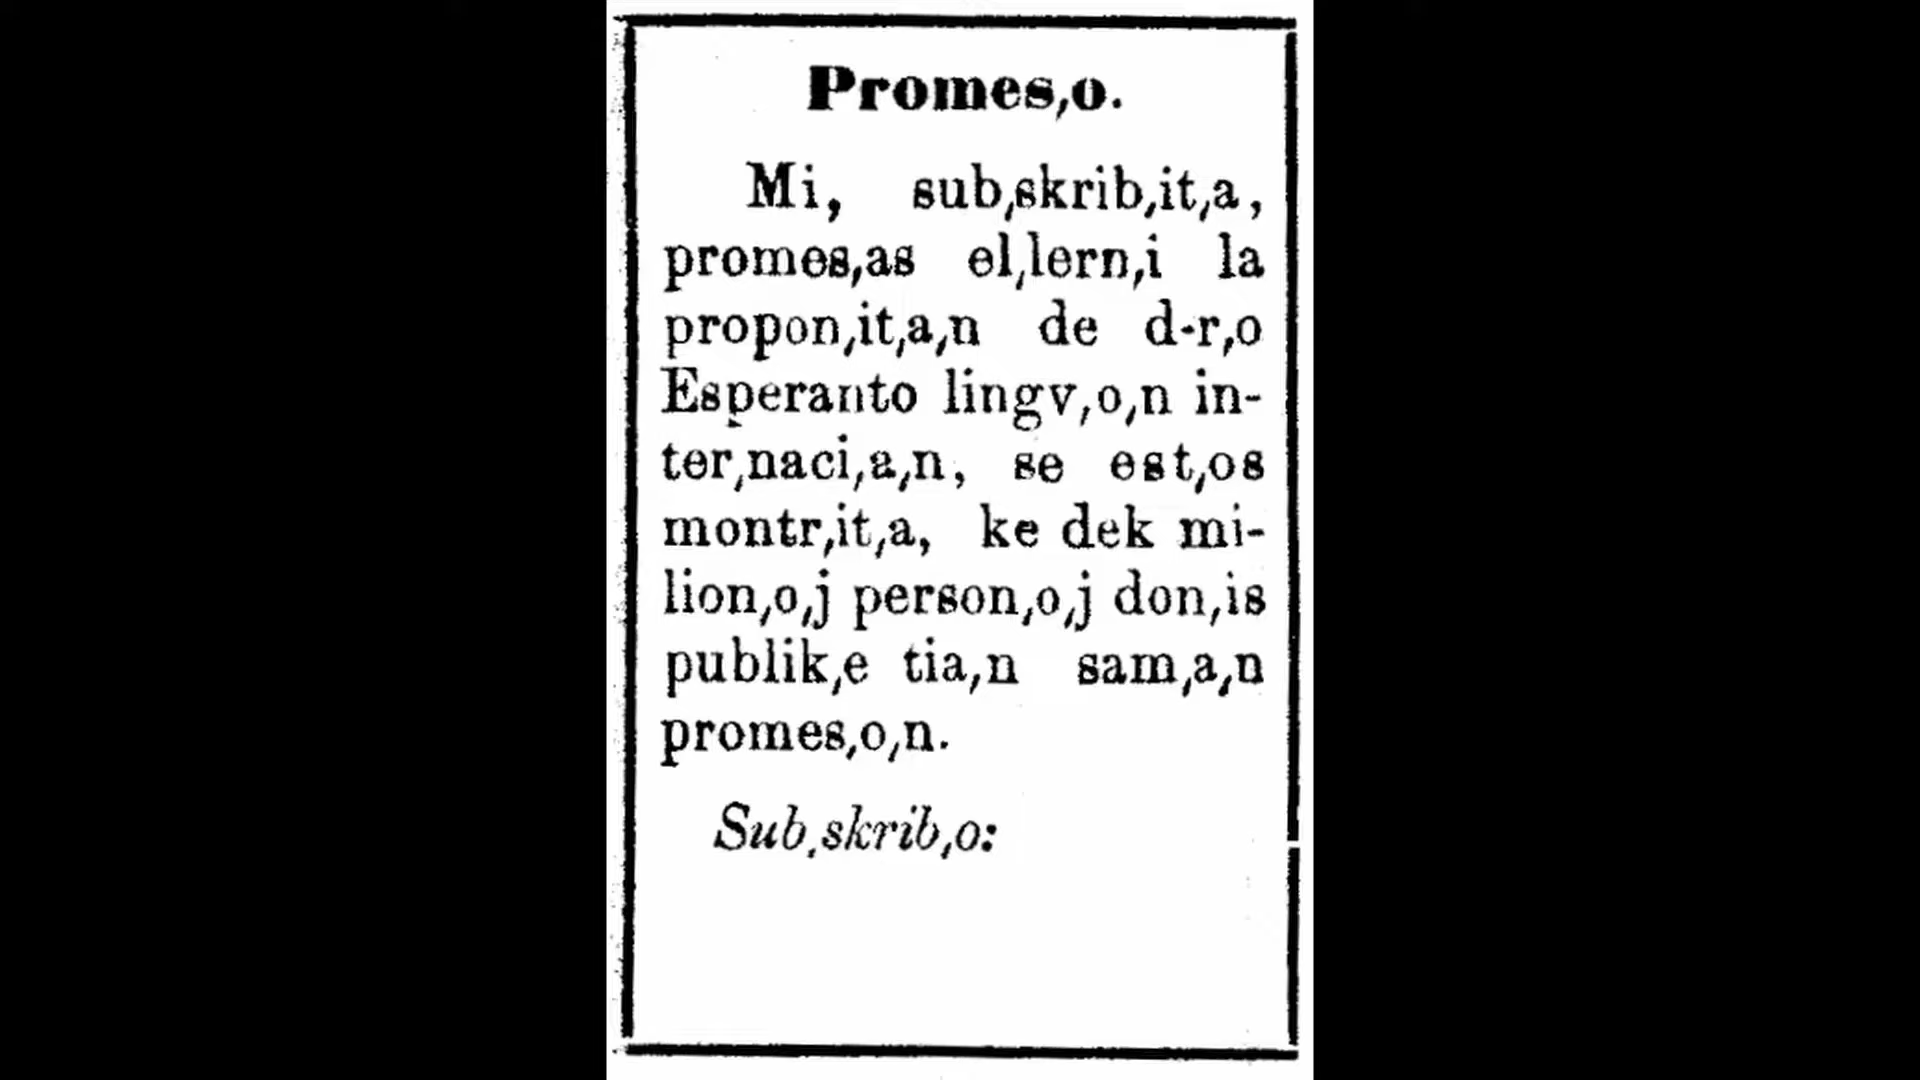 Promes,o.
Mi, sub,skrib,it,a,
promes,as el,lern,i la
propon,it,a,n de d-r,o
Esperanto lingv,o,n in-
ter,naci,a,n, se est,os
montr,it,a, ke dek mi-
lion,o,j person,o,j don,is
publik,e tia,n sam,a,n
promes,o,n.
Sub,skrib,o: